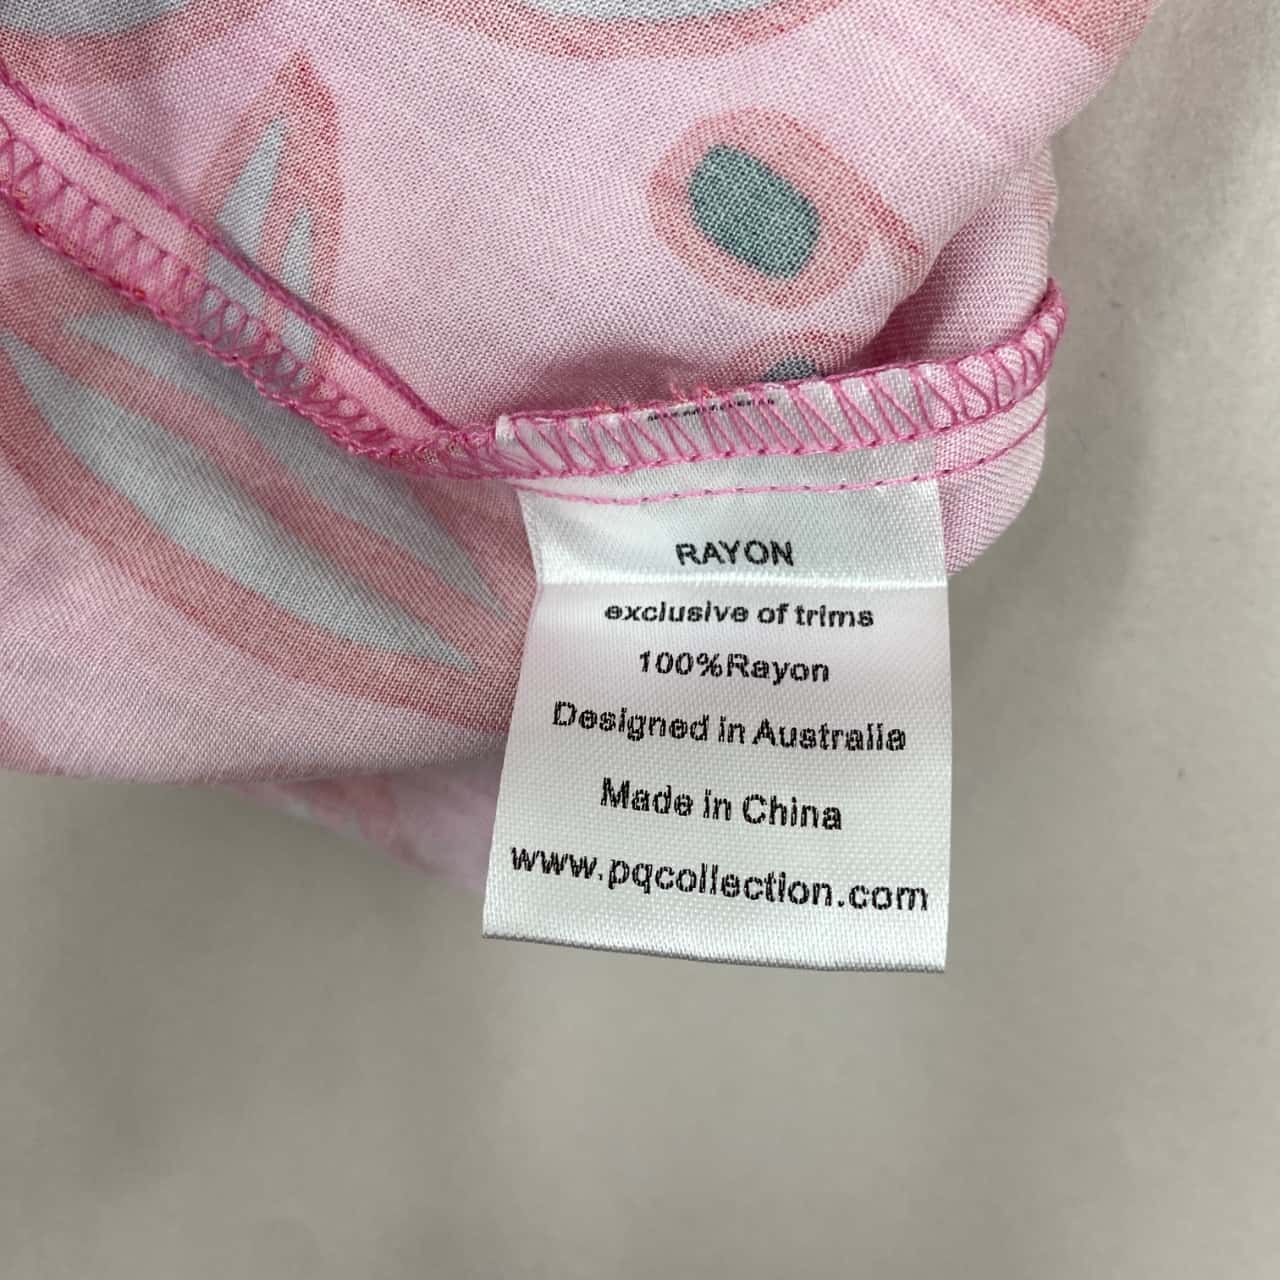 RAYON
exclusive of trims
100%Rayon
Designed in Australia
Made in China
www.pqcollection.com